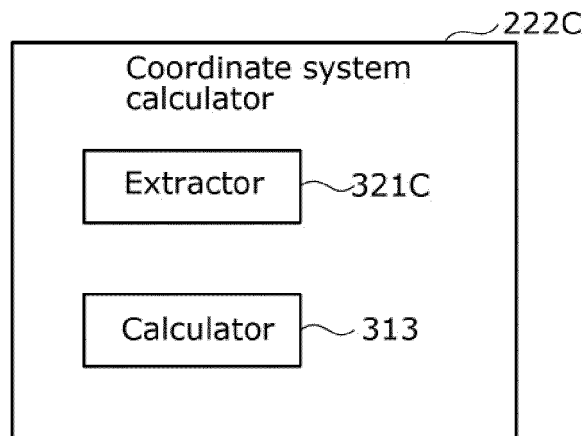 222C
Coordinate system
calculator
Extractor
321C
Calculator
313